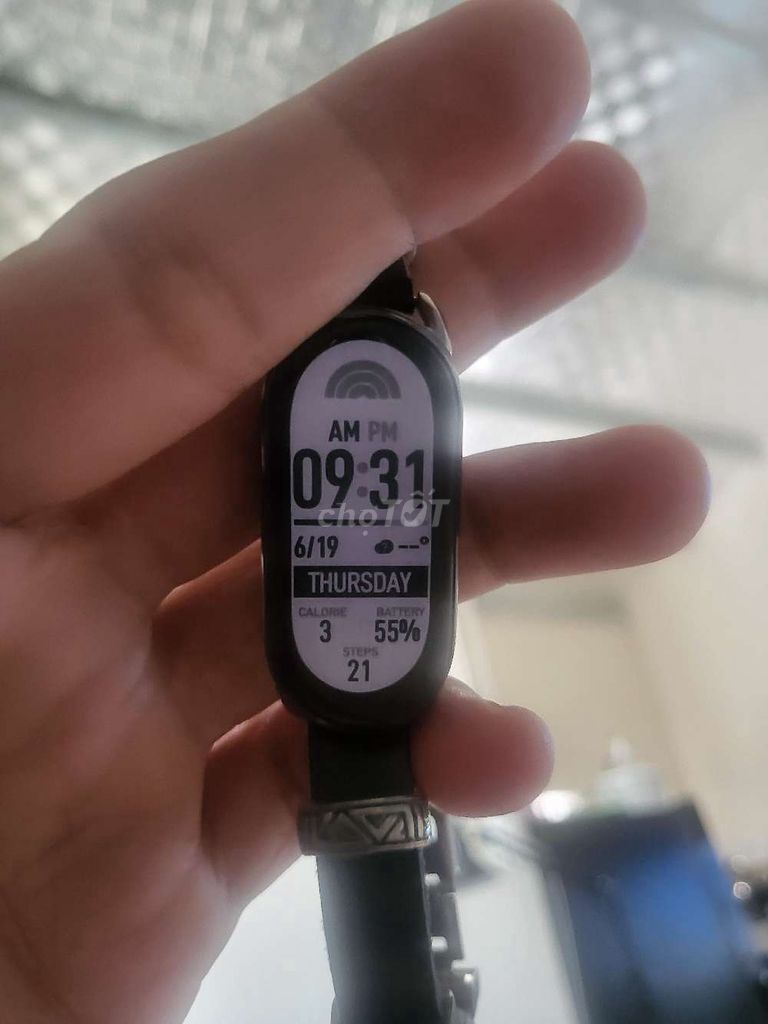 AM PM
09:31
chợTỐT
6/19 --°
THURSDAY
CALORIE BATTERY
3 55%
STEPS
21